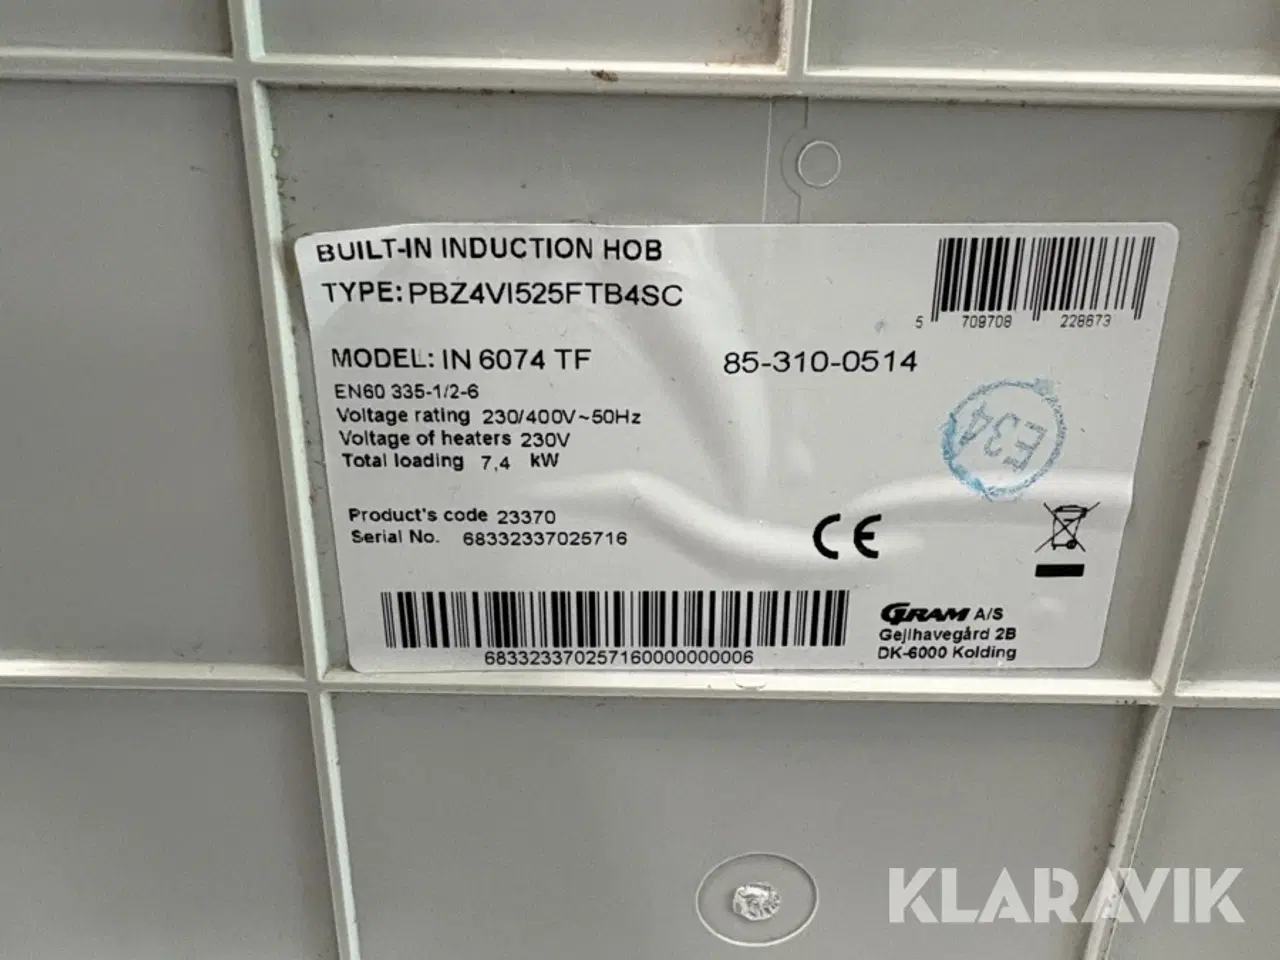 BUILT-IN INDUCTION HOB
TYPE: PBZ4VI525FTB4SC
5 709708 228673
MODEL: IN 6074 TF 85-310-0514
EN60 335-1/2-6
Voltage rating 230/400V~50Hz
Voltage of heaters 230V
Total loading 7,4 kW
E34
Product's code 23370
Serial No. 68332337025716
CE
683323370257160000000006
GRAM A/S
Gejlhavegård 2B
DK-6000 Kolding
KLARAVIK